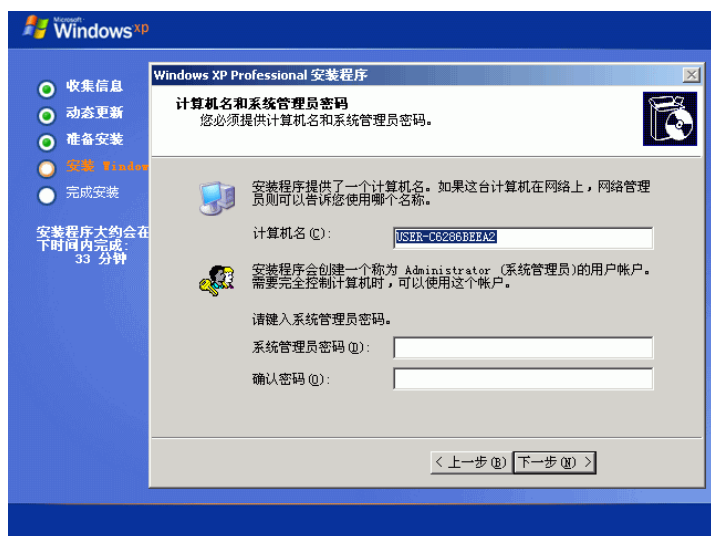 Microsoft
Windows xp
收集信息
动态更新
准备安装
安装 Window
完成安装
安装程序大约会在
下时间内完成:
33 分钟
Windows XP Professional 安装程序
计算机名和系统管理员密码
您必须提供计算机名和系统管理员密码。
安装程序提供了一个计算机名。如果这台计算机在网络上，网络管理
员则可以告诉您使用哪个名称。
计算机名(C):
USER-C6286BEEA2
安装程序会创建一个称为 Administrator (系统管理员)的用户帐户。
需要完全控制计算机时，可以使用这个帐户。
请键入系统管理员密码。
系统管理员密码(D):
确认密码(O):
< 上一步(B)
下一步(N) >